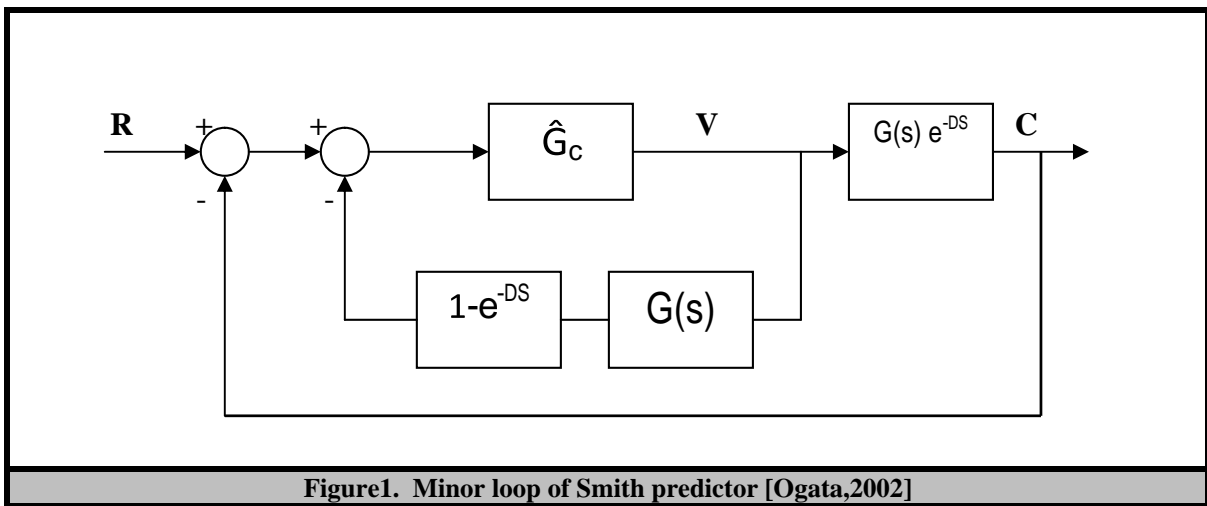 R + + Ĝc V G(s) e-DS C
- -
1-e-DS G(s)
Figure1. Minor loop of Smith predictor [Ogata,2002]